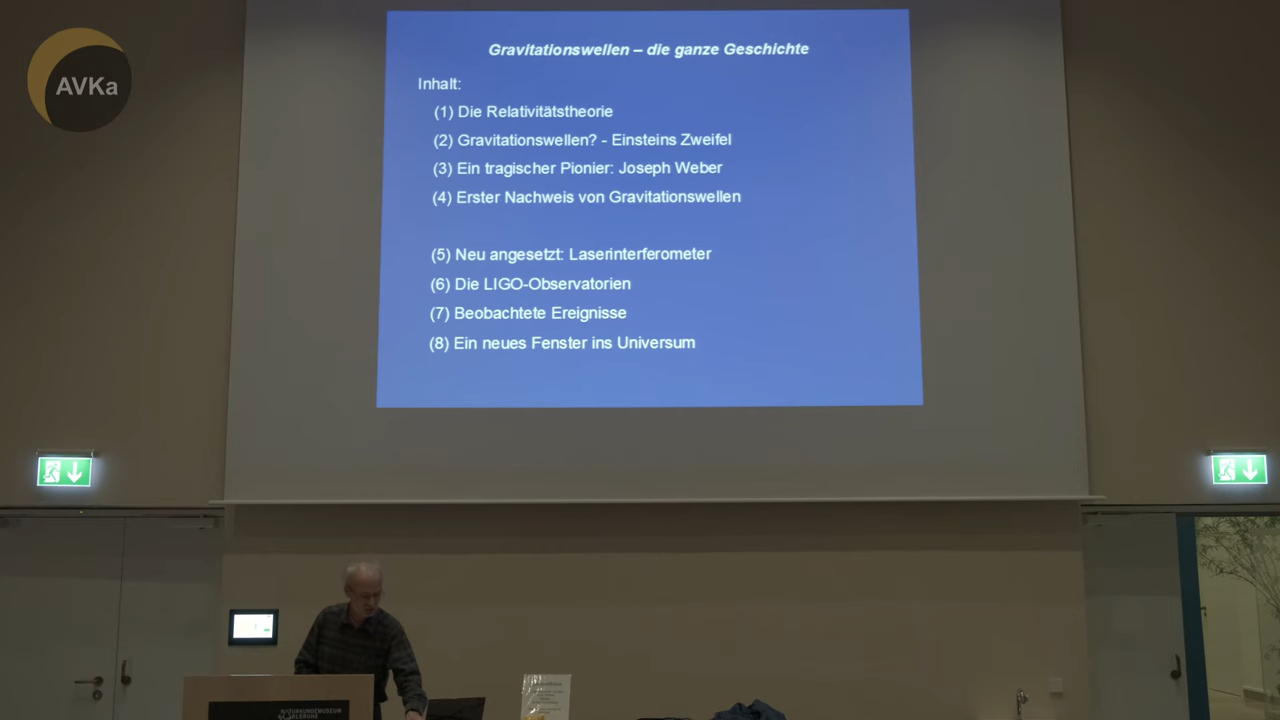 AVKa
Gravitationswellen – die ganze Geschichte
Inhalt:
(1) Die Relativitätstheorie
(2) Gravitationswellen? - Einsteins Zweifel
(3) Ein tragischer Pionier: Joseph Weber
(4) Erster Nachweis von Gravitationswellen
(5) Neu angesetzt: Laserinterferometer
(6) Die LIGO-Observatorien
(7) Beobachtete Ereignisse
(8) Ein neues Fenster ins Universum
NATURKUNDEMUSEUM
KARLSRUHE